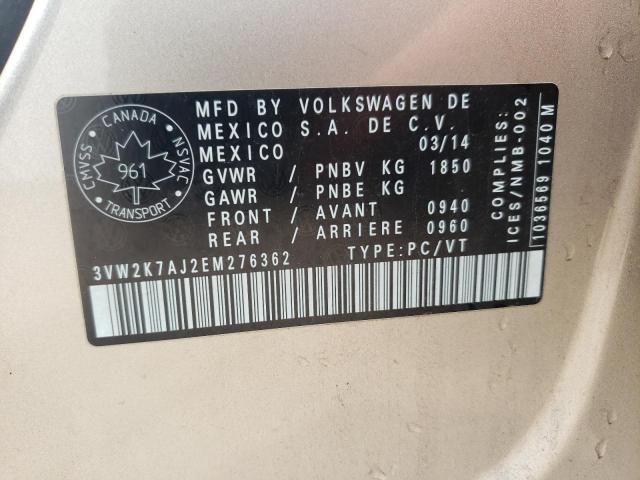 CANADA
CMVSS
NSVAC
961
TRANSPORT
MFD BY VOLKSWAGEN DE
MEXICO S.A. DE C.V.
MEXICO 03/14
GVWR / PNBV KG 1850
GAWR / PNBE KG
FRONT / AVANT 0940
REAR / ARRIERE 0960
TYPE:PC/VT
3VW2K7AJ2EM276362
COMPLIES:
ICES/NMB-002
1036569 1040 M